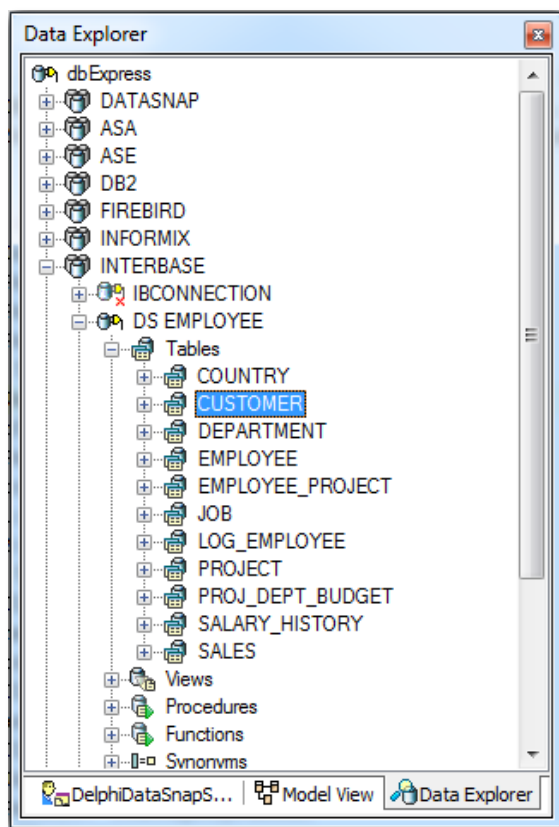 Data Explorer
dbExpress
DATASNAP
ASA
ASE
DB2
FIREBIRD
INFORMIX
INTERBASE
IBCONNECTION
DS EMPLOYEE
Tables
COUNTRY
CUSTOMER
DEPARTMENT
EMPLOYEE
EMPLOYEE_PROJECT
JOB
LOG_EMPLOYEE
PROJECT
PROJ_DEPT_BUDGET
SALARY_HISTORY
SALES
Views
Procedures
Functions
Synonyms
DelphiDataSnapS... Model View Data Explorer